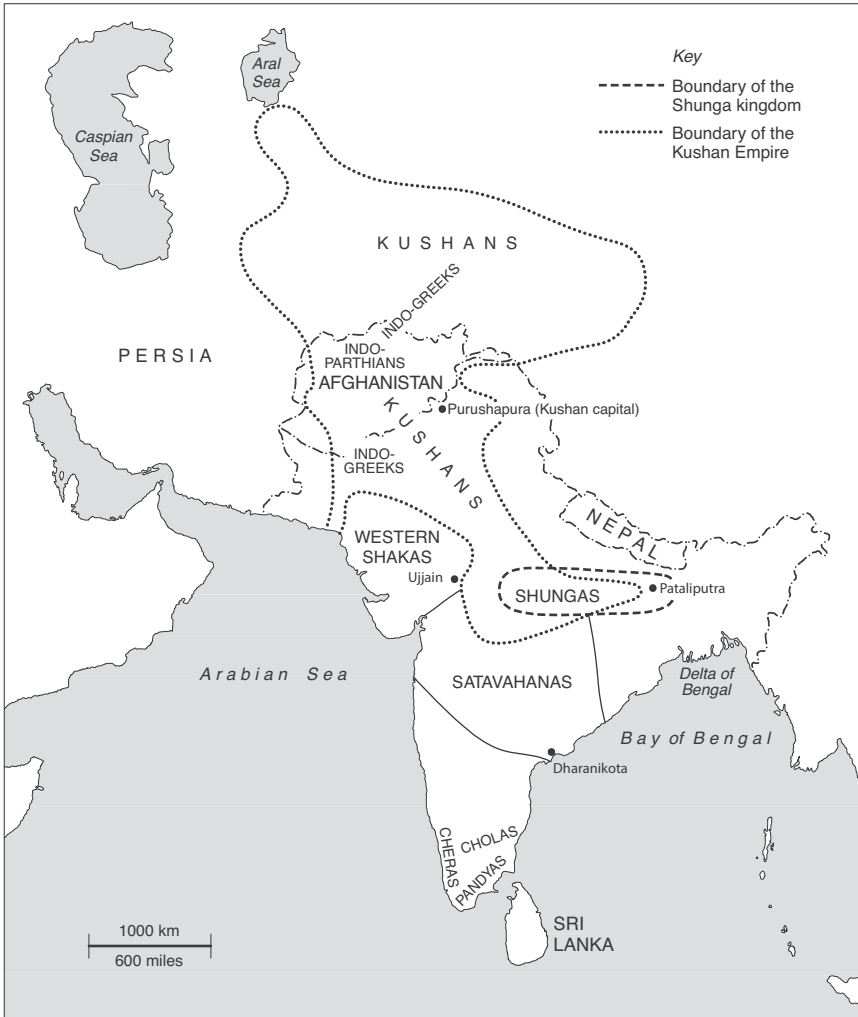 Aral
Sea
Caspian
Sea
Key
Boundary of the
Shunga kingdom
Boundary of the
Kushan Empire
KUSHANS
INDO-GREEKS
PERSIA
INDO-
PARTHIANS
AFGHANISTAN
Purushapura (Kushan capital)
KUSHANS
INDO-
GREEKS
NEPAL
WESTERN
SHAKAS
Ujjain
SHUNGAS
Pataliputra
Arabian Sea
SATAVAHANAS
Delta of
Bengal
Bay of Bengal
Dharanikota
CHERAS
CHOLAS
PANDYAS
SRI
LANKA
1000 km
600 miles